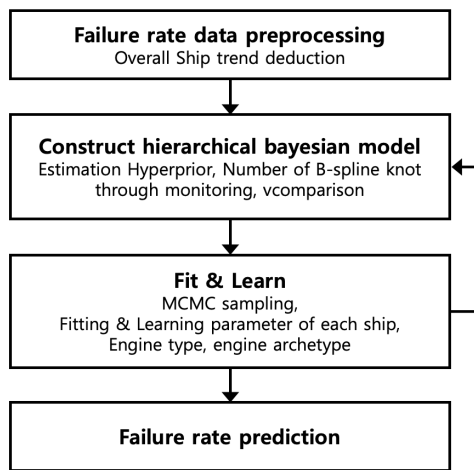 Failure rate data preprocessing
Overall Ship trend deduction
Construct hierarchical bayesian model
Estimation Hyperprior, Number of B-spline knot
through monitoring, vcomparison
Fit & Learn
MCMC sampling,
Fitting & Learning parameter of each ship,
Engine type, engine archetype
Failure rate prediction